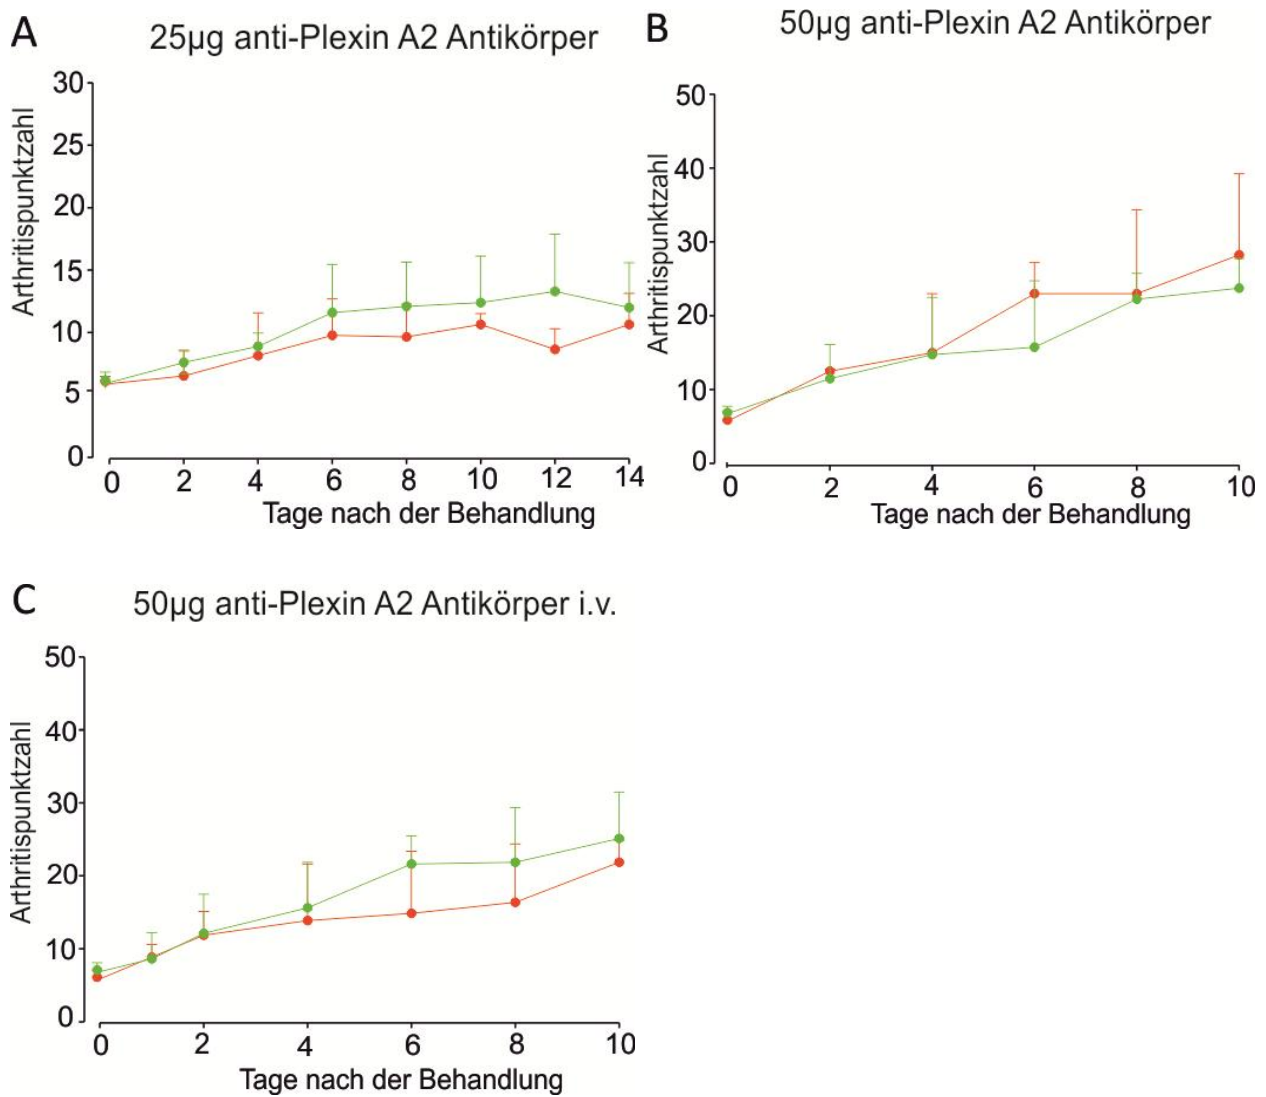 A
25µg anti-Plexin A2 Antikörper
Arthritispunktzahl
30
25
20
15
10
5
0
0 2 4 6 8 10 12 14
Tage nach der Behandlung
B
50µg anti-Plexin A2 Antikörper
Arthritispunktzahl
50
40
30
20
10
0
0 2 4 6 8 10
Tage nach der Behandlung
C
50µg anti-Plexin A2 Antikörper i.v.
Arthritispunktzahl
50
40
30
20
10
0
0 2 4 6 8 10
Tage nach der Behandlung